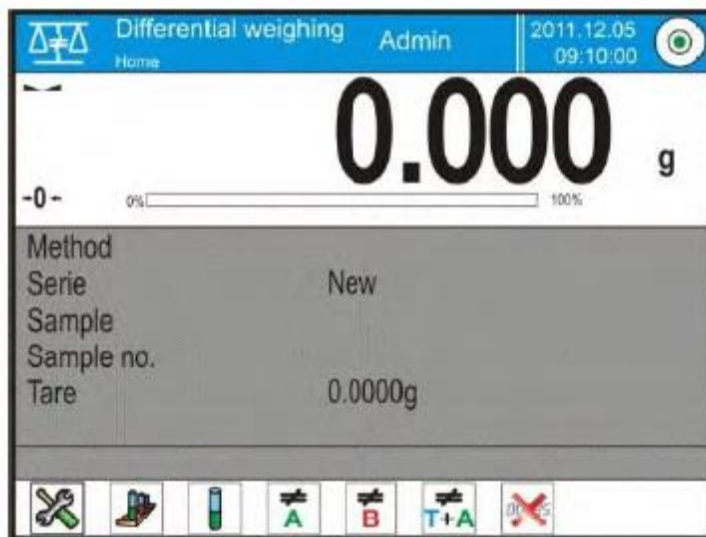 Differential weighing Admin 2011.12.05
Home 09:10:00
0.000 g
-0- 0% 100%
Method
Serie New
Sample
Sample no.
Tare 0.0000g
A B T+A